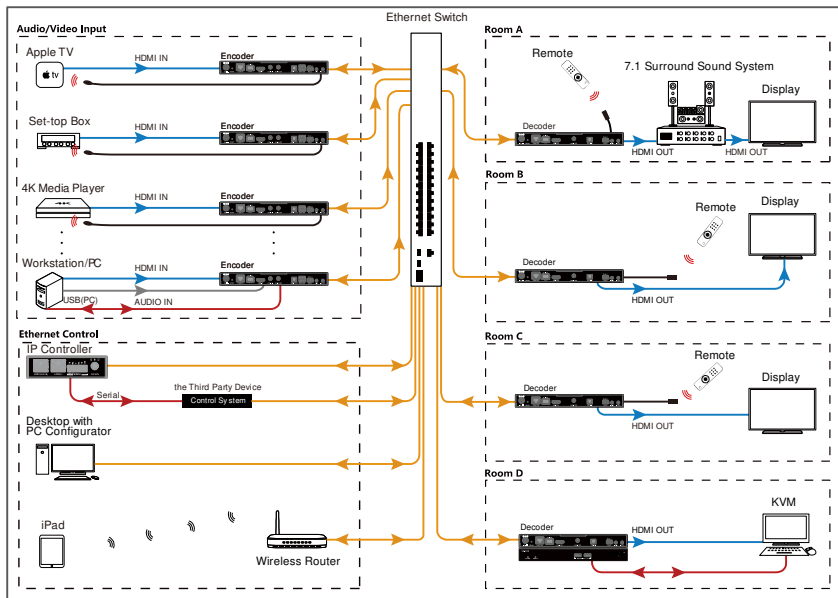 Ethernet Switch
Audio/Video Input
Apple TV
HDMI IN
Encoder
tv
Set-top Box
HDMI IN
Encoder
4K Media Player
HDMI IN
Encoder
Workstation/PC
HDMI IN
Encoder
USB(PC)
AUDIO IN
Ethernet Control
IP Controller
Serial
the Third Party Device
Control System
Desktop with
PC Configurator
iPad
Wireless Router
Room A
Remote
7.1 Surround Sound System
Display
Decoder
HDMI OUT
HDMI OUT
Room B
Remote
Display
Decoder
HDMI OUT
Room C
Remote
Display
Decoder
HDMI OUT
Room D
KVM
Decoder
HDMI OUT